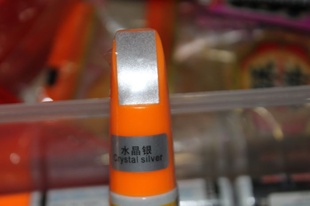 水晶银
Crystal silver